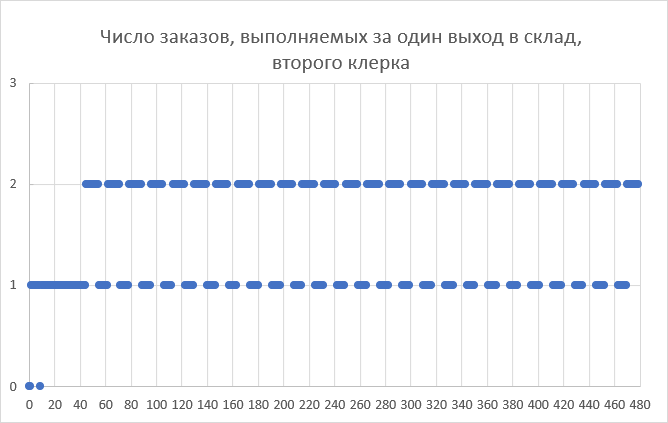 Число заказов, выполняемых за один выход в склад,
второго клерка
3
2
1
0
0 20 40 60 80 100 120 140 160 180 200 220 240 260 280 300 320 340 360 380 400 420 440 460 480